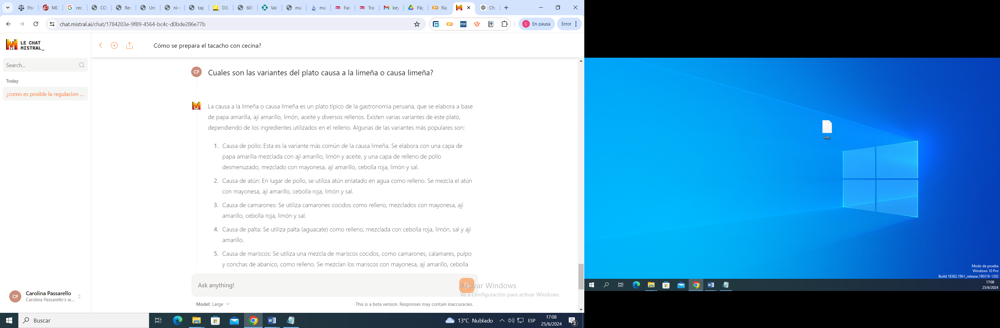 Po
MD
rec
CO
Rec
Un
ni-
tap
D3
603
Val
ma
ma
Far
Tra
key
Pág
Ra
Ch
chat.mistral.ai/chat/1784203e-9f89-4564-bc4c-d0bde286e77b
PDF
C
En pausa
Error
LE CHAT
MISTRAL_
Cómo se prepara el tacacho con cecina?
Search...
Today
¿como es posible la regulacion ...
CP
Cuales son las variantes del plato causa a la limeña o causa limeña?
La causa a la limeña o causa limeña es un plato típico de la gastronomía peruana, que se elabora a base
de papa amarilla, ají amarillo, limón, aceite y diversos rellenos. Existen varias variantes de este plato,
dependiendo de los ingredientes utilizados en el relleno. Algunas de las variantes más populares son:
1. Causa de pollo: Esta es la variante más común de la causa limeña. Se elabora con una capa de
papa amarilla mezclada con ají amarillo, limón y aceite, y una capa de relleno de pollo
desmenuzado, mezclado con mayonesa, ají amarillo, cebolla roja, limón y sal.
2. Causa de atún: En lugar de pollo, se utiliza atún enlatado en agua como relleno. Se mezcla el atún
con mayonesa, ají amarillo, cebolla roja, limón y sal.
3. Causa de camarones: Se utiliza camarones cocidos como relleno, mezclados con mayonesa, ají
amarillo, cebolla roja, limón y sal.
4. Causa de palta: Se utiliza palta (aguacate) como relleno, mezclada con cebolla roja, limón, sal y ají
amarillo.
5. Causa de mariscos: Se utiliza una mezcla de mariscos cocidos, como camarones, calamares, pulpo
y conchas de abanico, como relleno. Se mezclan los mariscos con mayonesa, ají amarillo, cebolla
Ask anything!
Activar Windows
Ve a Configuración para activar Windows.
Model: Large
This is a beta version. Responses may contain inaccuracies.
CP
Carolina Passarello
Carolina Passarello's w...
Buscar
13°C Nublado
ESP
17:08
25/6/2024
2
key
Modo de prueba
Windows 10 Pro
Build 18362.19h1_release.190318-1202
17:08
25/6/2024